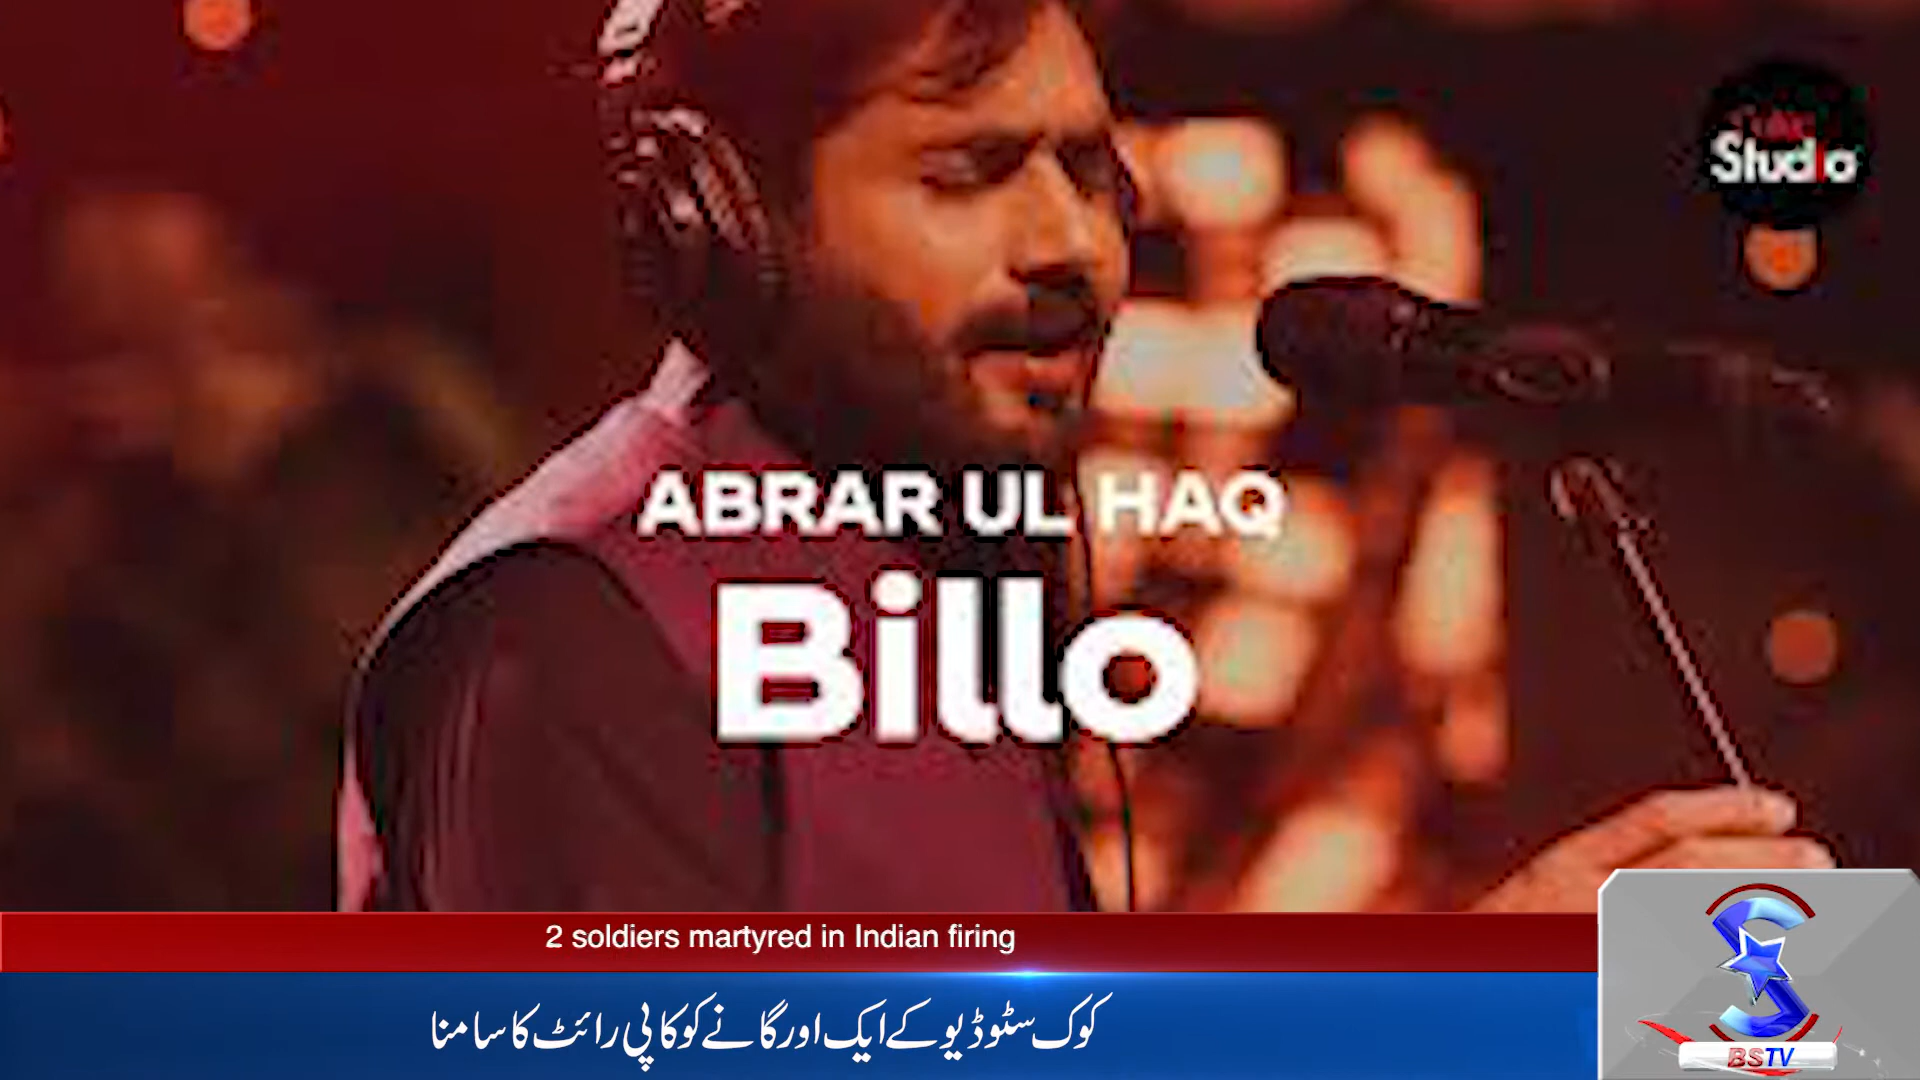 Studio
ABRAR UL HAQ
Billo
2 soldiers martyred in Indian firing
کوک سٹوڈیو کے ایک اور گانے کو کاپی رائٹ کا سامنا
BSTV